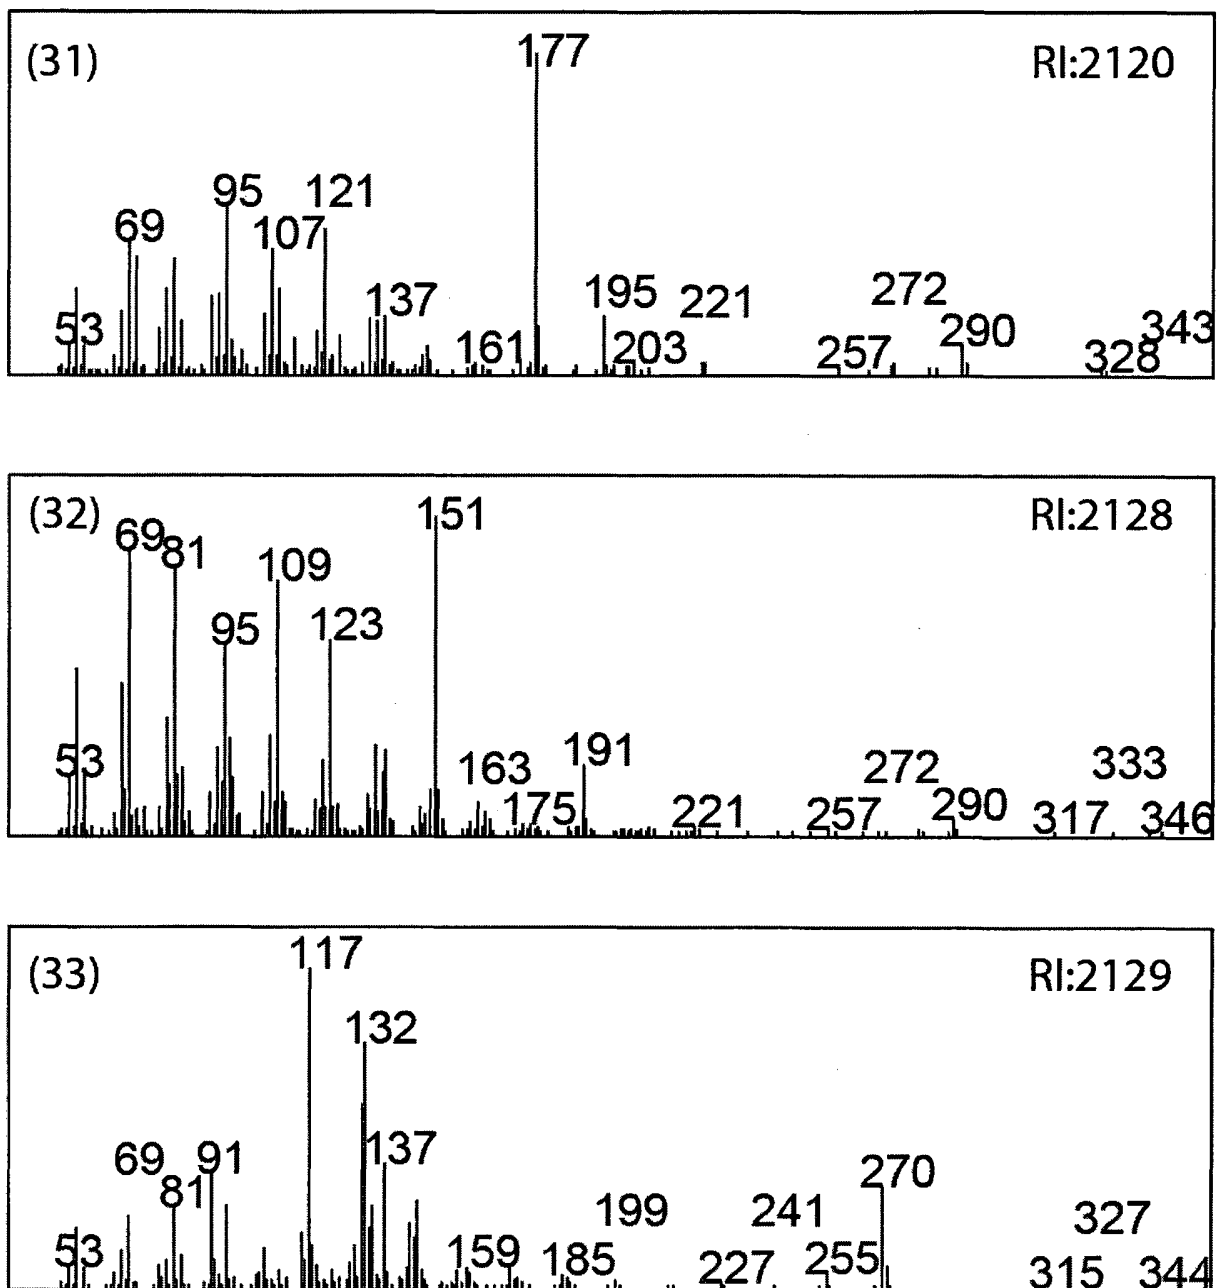 (31) 177 RI:2120
95 121
69 107
137 195 221 272 343
53 161 203 257 290 328
(32) 151 RI:2128
69 81 109
95 123
53 163 191 272 333
175 221 257 290 317 346
(33) 117 RI:2129
132
69 91 137 270
81 199 241 327
53 159 185 227 255 315 344